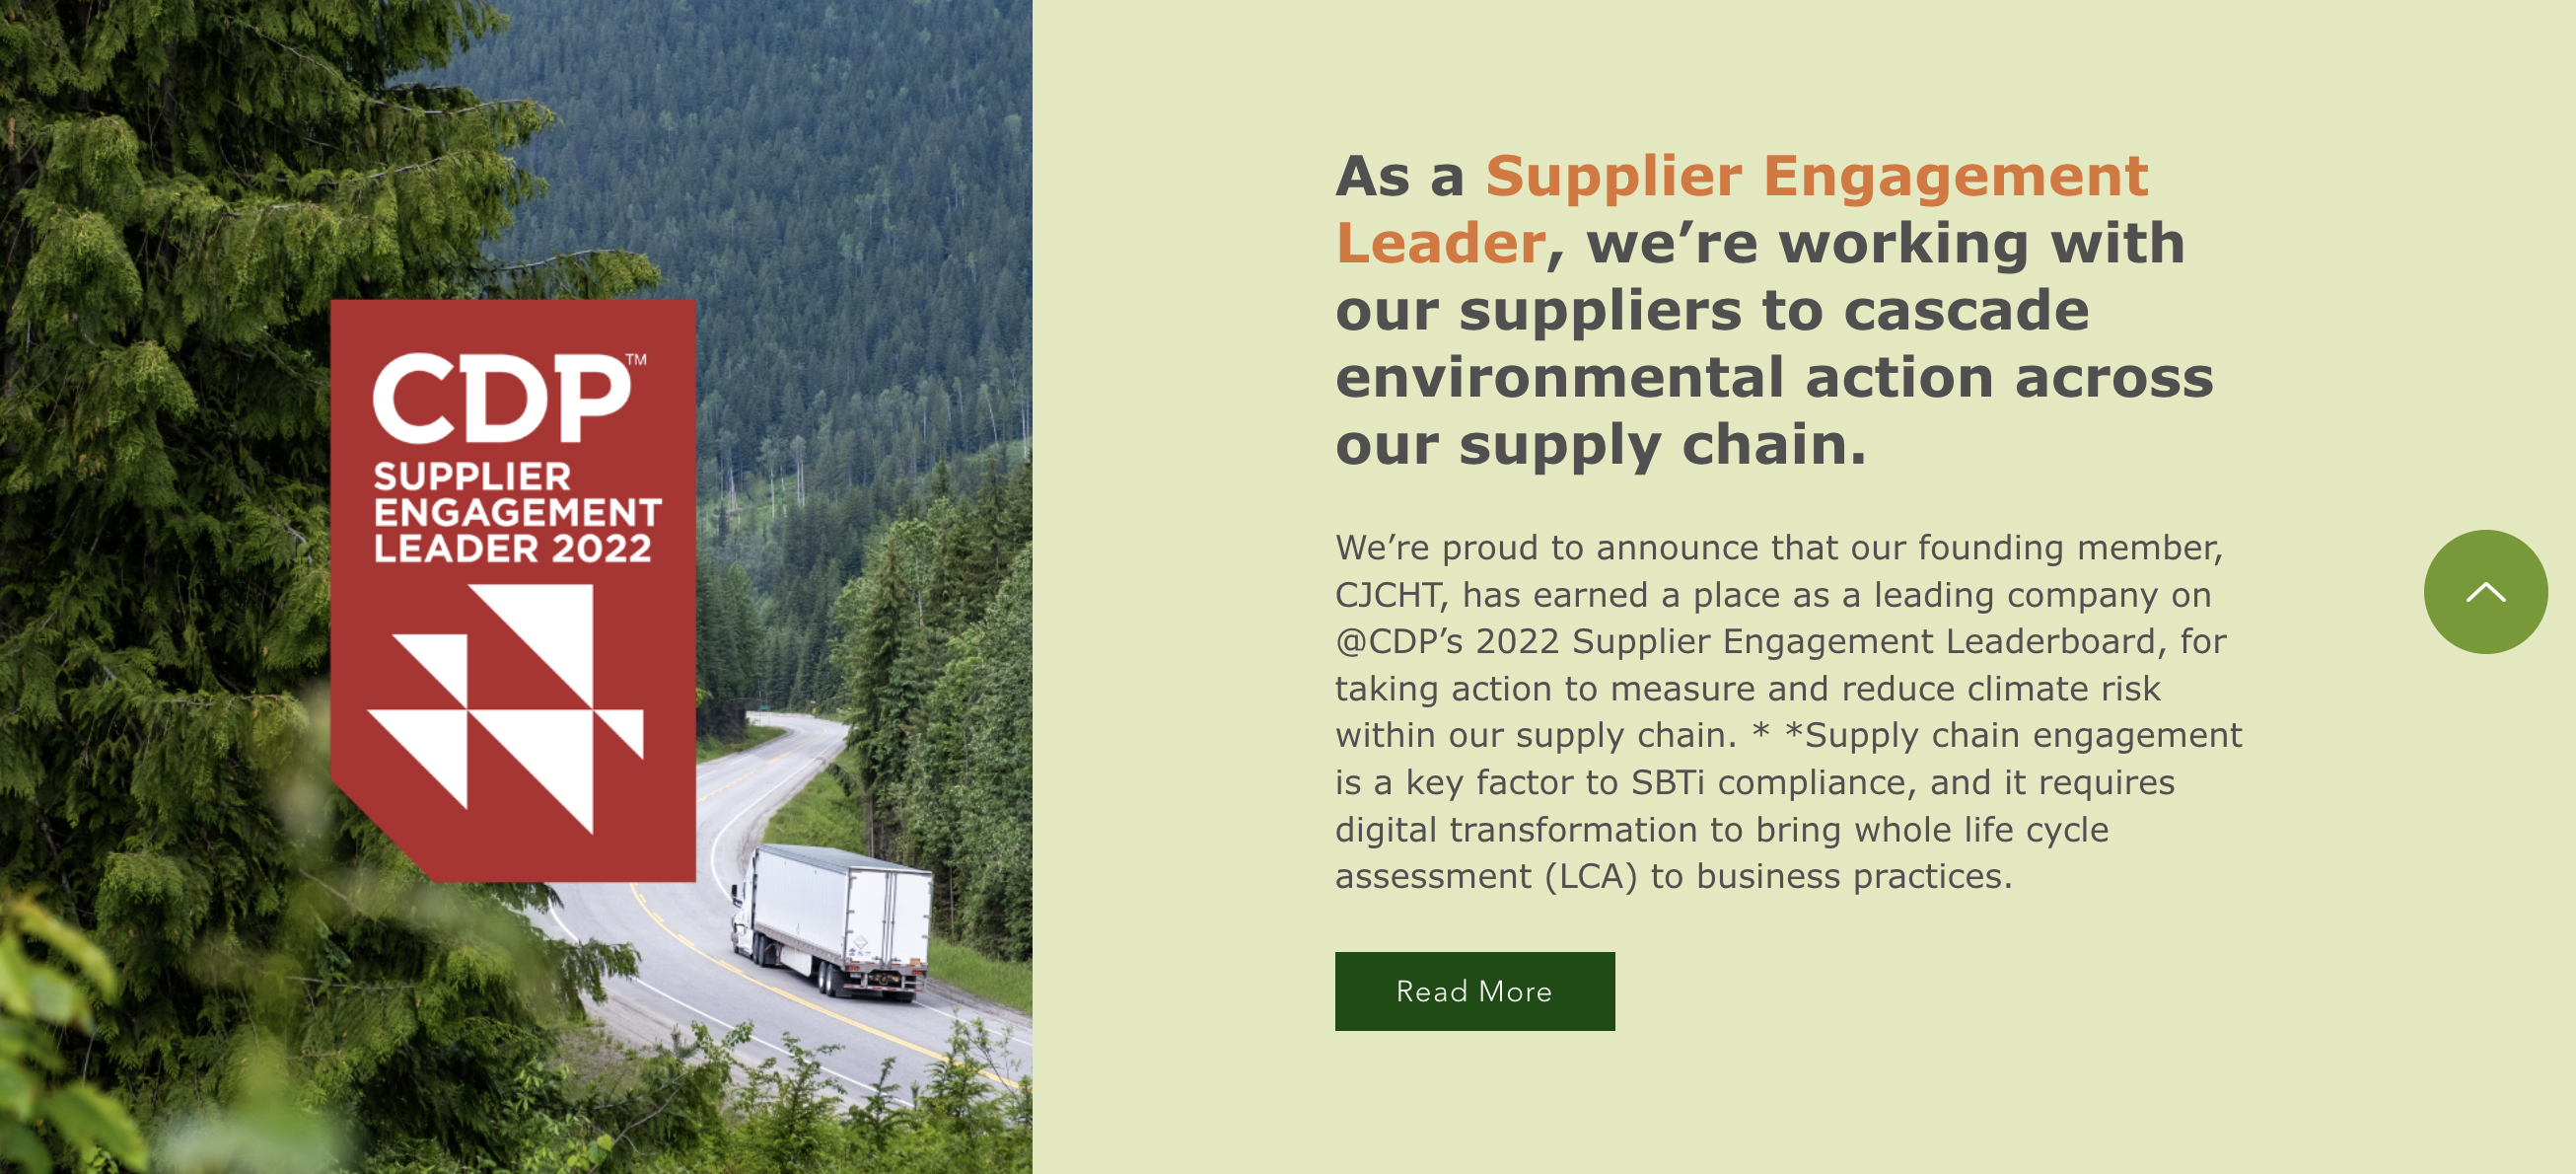 CDP™
SUPPLIER
ENGAGEMENT
LEADER 2022
As a Supplier Engagement
Leader, we’re working with
our suppliers to cascade
environmental action across
our supply chain.
We’re proud to announce that our founding member,
CJCHT, has earned a place as a leading company on
@CDP’s 2022 Supplier Engagement Leaderboard, for
taking action to measure and reduce climate risk
within our supply chain. * *Supply chain engagement
is a key factor to SBTi compliance, and it requires
digital transformation to bring whole life cycle
assessment (LCA) to business practices.
Read More